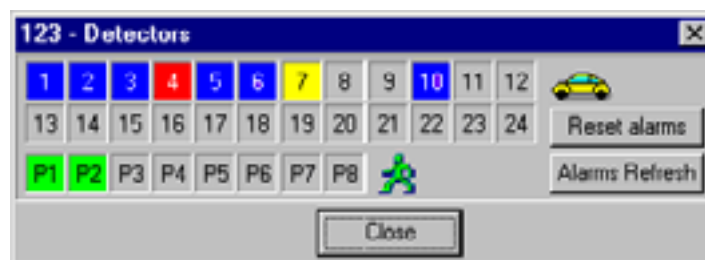 123 - Detectors
1 2 3 4 5 6 7 8 9 10 11 12
13 14 15 16 17 18 19 20 21 22 23 24 Reset alarms
P1 P2 P3 P4 P5 P6 P7 P8 Alarms Refresh
Close